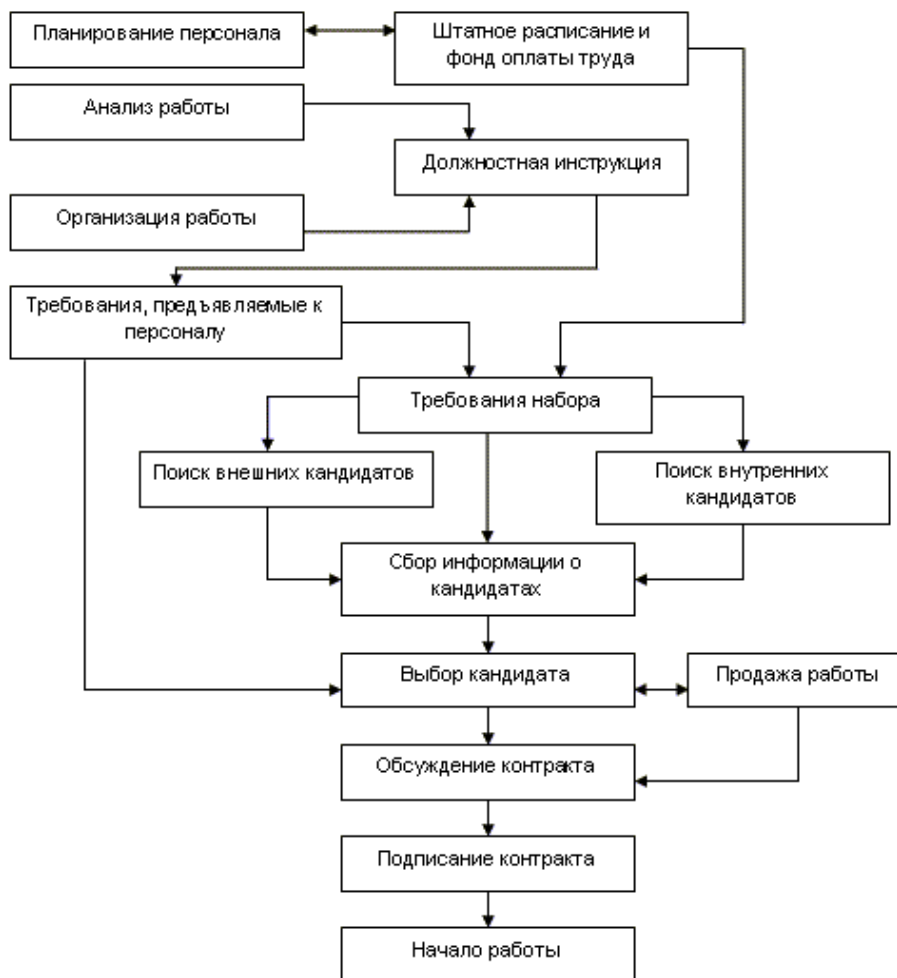 Планирование персонала
Штатное расписание и
фонд оплаты труда
Анализ работы
Должностная инструкция
Организация работы
Требования, предъявляемые к
персоналу
Требования набора
Поиск внешних кандидатов
Поиск внутренних
кандидатов
Сбор информации о
кандидатах
Выбор кандидата
Продажа работы
Обсуждение контракта
Подписание контракта
Начало работы